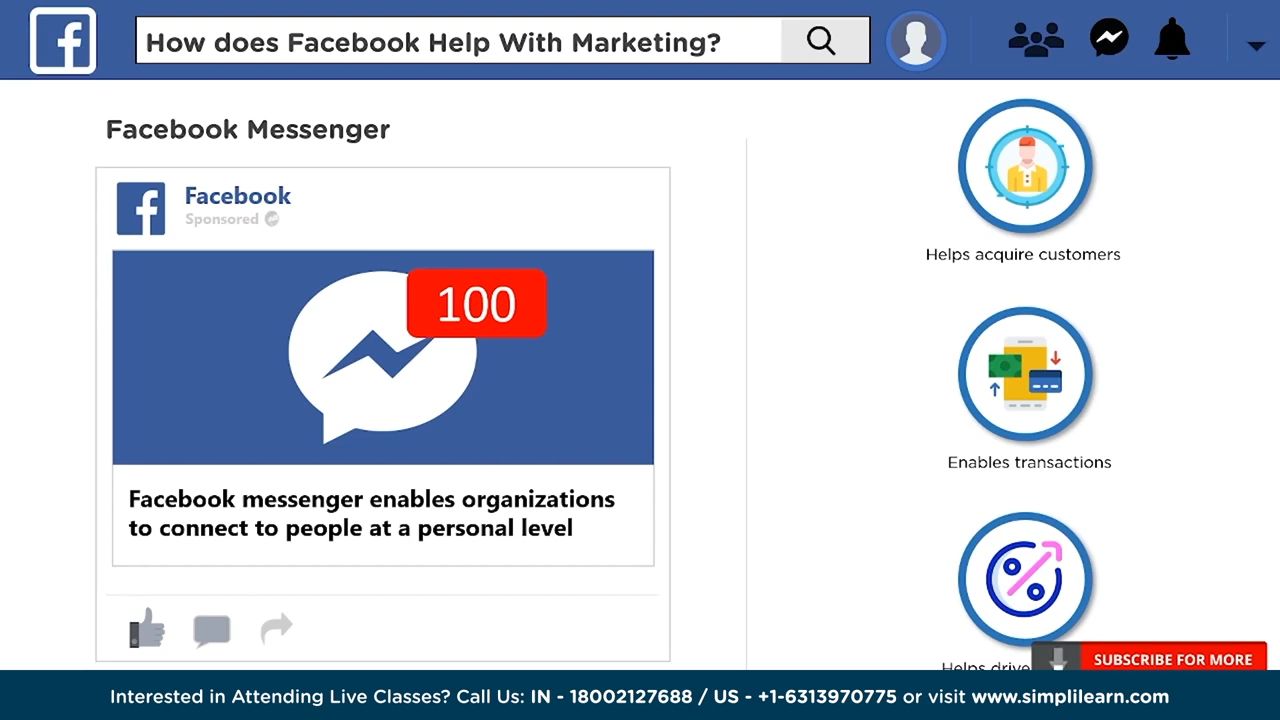 How does Facebook Help With Marketing?
Facebook Messenger
Facebook
Sponsored
100
Facebook messenger enables organizations
to connect to people at a personal level
Helps acquire customers
Enables transactions
Helps drive
SUBSCRIBE FOR MORE
Interested in Attending Live Classes? Call Us: IN - 18002127688 / US - +1-6313970775 or visit www.simplilearn.com